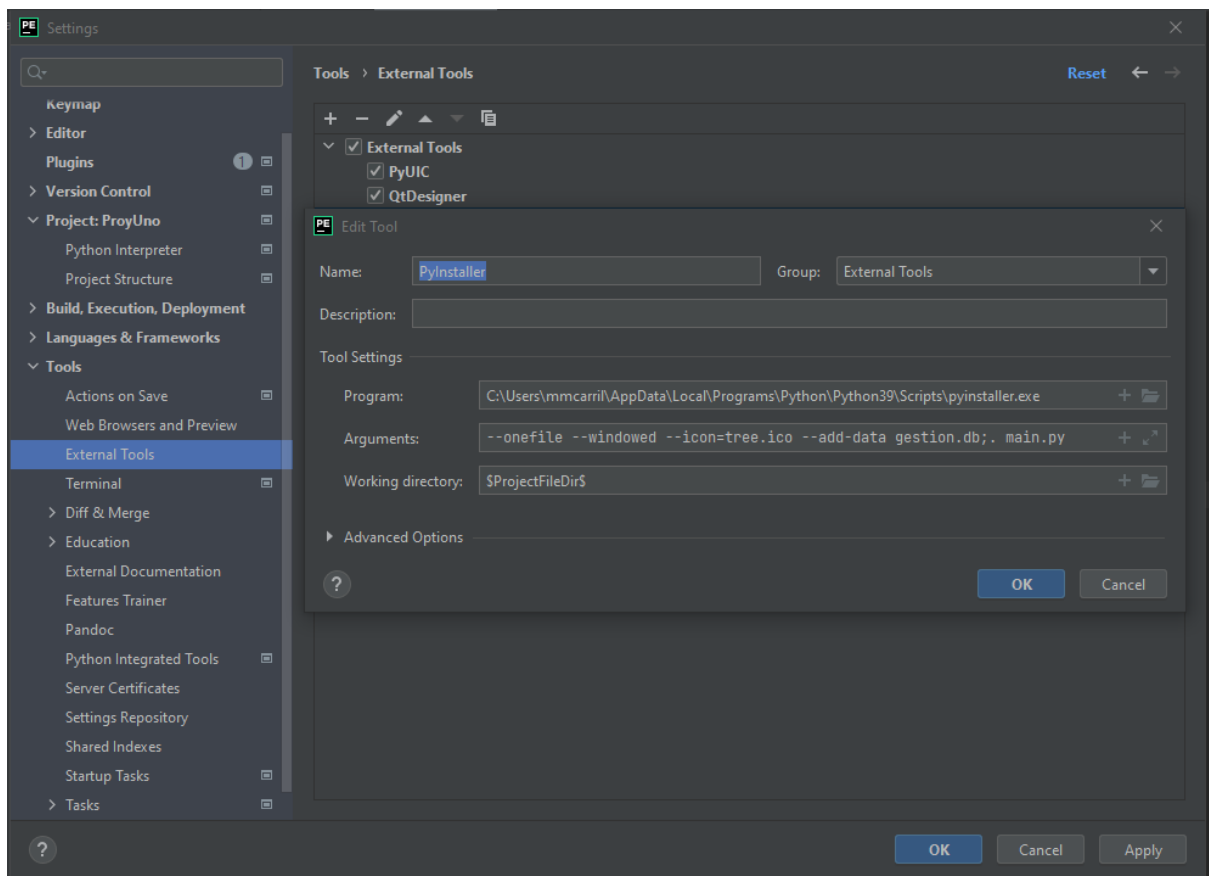 PE Settings
Keymap
Editor
Plugins 1
Version Control
Project: ProyUno
Python Interpreter
Project Structure
Build, Execution, Deployment
Languages & Frameworks
Tools
Actions on Save
Web Browsers and Preview
External Tools
Terminal
Diff & Merge
Education
External Documentation
Features Trainer
Pandoc
Python Integrated Tools
Server Certificates
Settings Repository
Shared Indexes
Startup Tasks
Tasks
Tools › External Tools
Reset
External Tools
PyUIC
QtDesigner
PE Edit Tool
Name: PyInstaller Group: External Tools
Description:
Tool Settings
Program: C:\Users\mmcarril\AppData\Local\Programs\Python\Python39\Scripts\pyinstaller.exe
Arguments: --onefile --windowed --icon=tree.ico --add-data gestion.db;. main.py
Working directory: $ProjectFileDir$
Advanced Options
? OK Cancel
? OK Cancel Apply